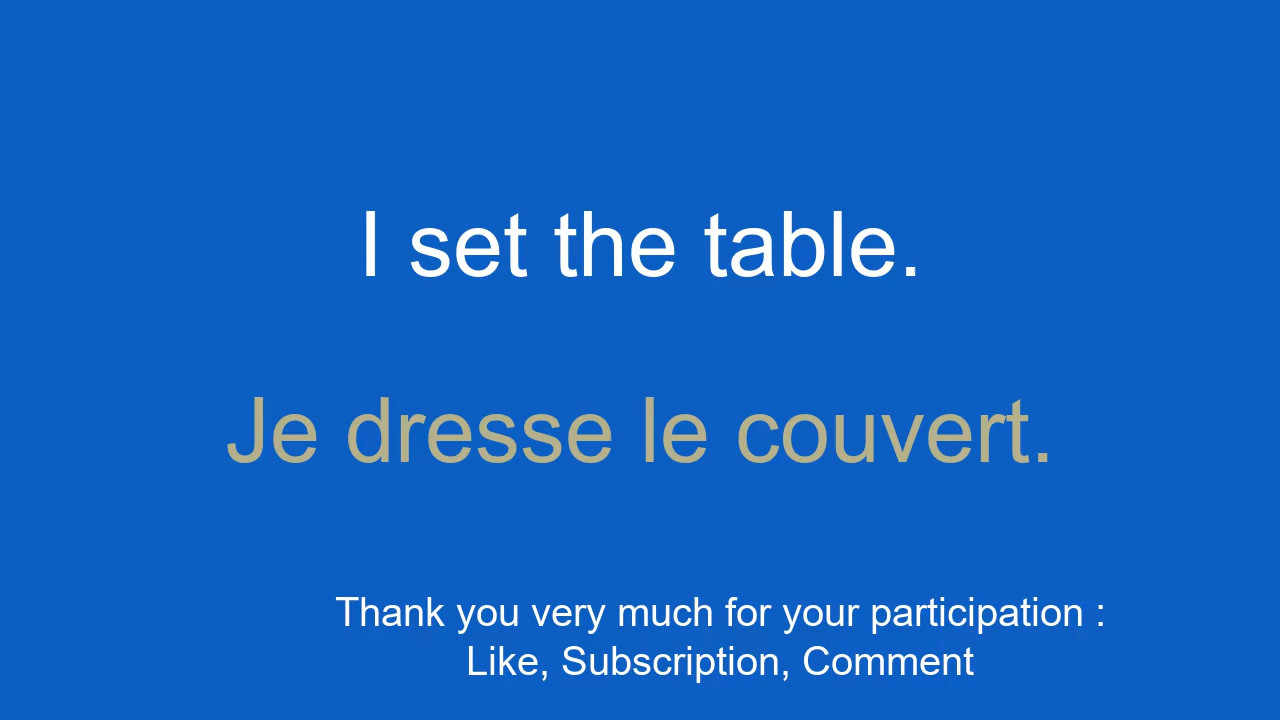 I set the table.
Je dresse le couvert.
Thank you very much for your participation :
Like, Subscription, Comment